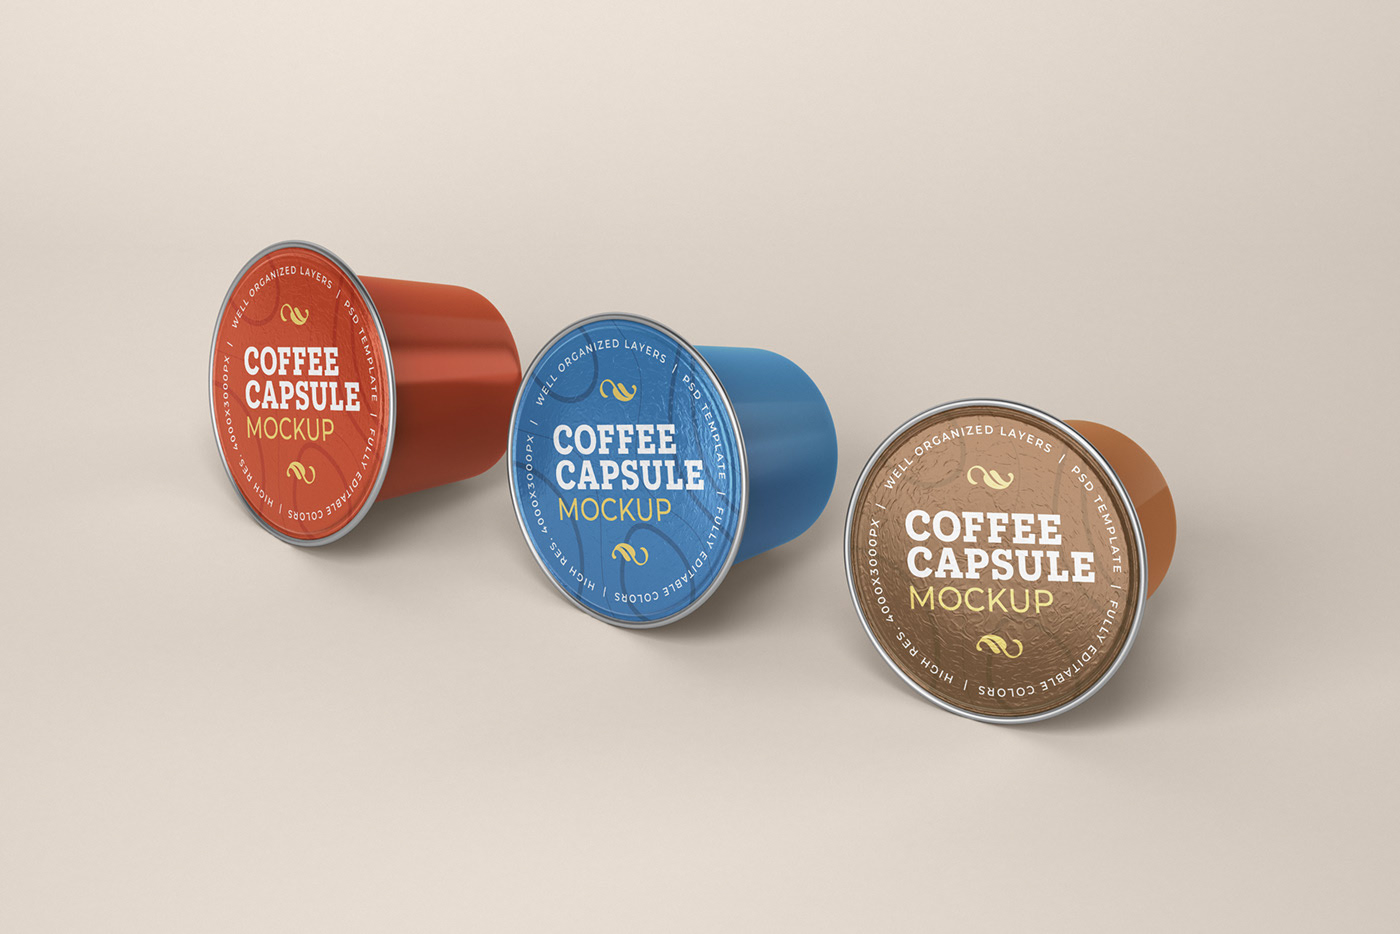 WELL ORGANIZED LAYERS | PSD TEMPLATE | FULLY EDITABLE COLORS | HIGH RES. 4000X3000PX |
COFFEE
CAPSULE
MOCKUP
WELL ORGANIZED LAYERS | PSD TEMPLATE | FULLY EDITABLE COLORS | HIGH RES. 4000X3000PX |
COFFEE
CAPSULE
MOCKUP
WELL ORGANIZED LAYERS | PSD TEMPLATE | FULLY EDITABLE COLORS | HIGH RES. 4000X3000PX |
COFFEE
CAPSULE
MOCKUP